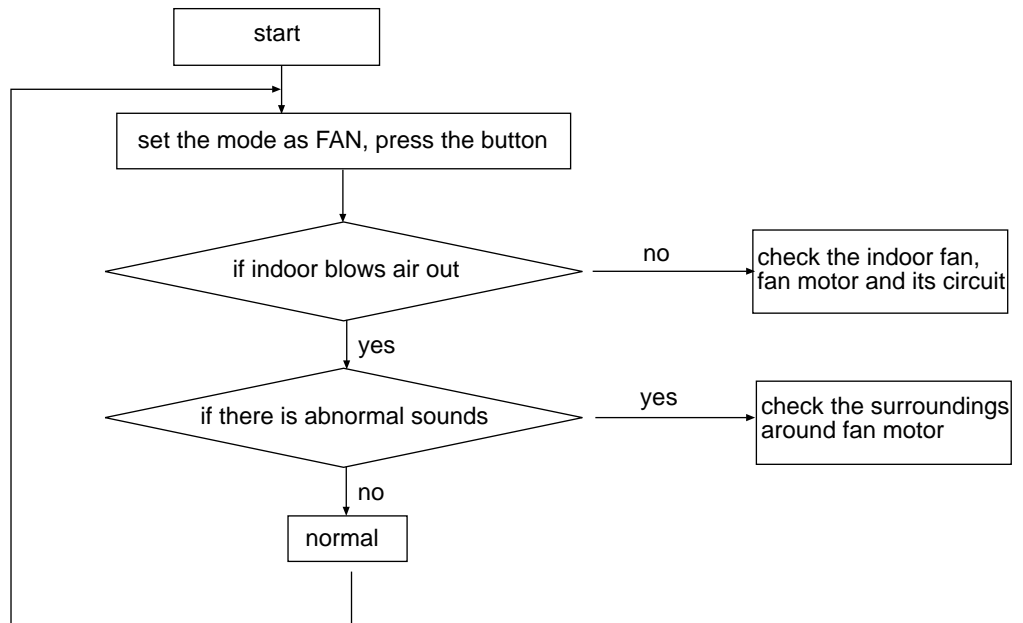 start
set the mode as FAN, press the button
if indoor blows air out
no
check the indoor fan,
fan motor and its circuit
yes
if there is abnormal sounds
yes
check the surroundings
around fan motor
no
normal